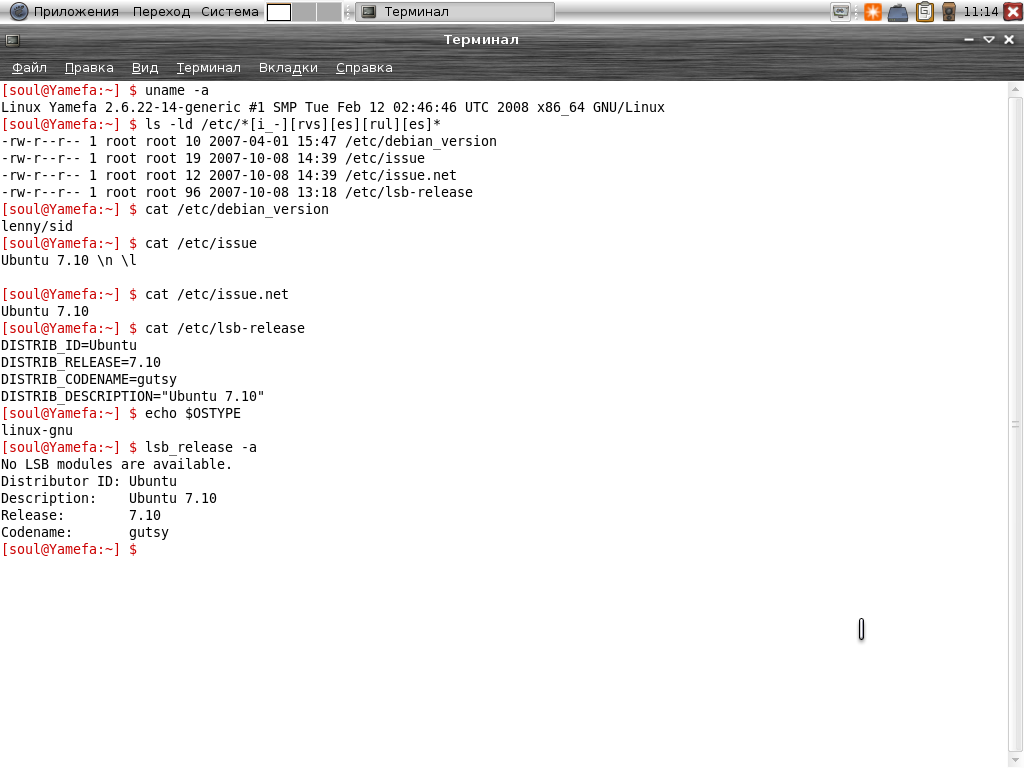 Приложения Переход Система Терминал 11:14
Терминал
Файл Правка Вид Терминал Вкладки Справка
[soul@Yamefa:~] $ uname -a
Linux Yamefa 2.6.22-14-generic #1 SMP Tue Feb 12 02:46:46 UTC 2008 x86_64 GNU/Linux
[soul@Yamefa:~] $ ls -ld /etc/*[i_-][rvs][es][rul][es]*
-rw-r--r-- 1 root root 10 2007-04-01 15:47 /etc/debian_version
-rw-r--r-- 1 root root 19 2007-10-08 14:39 /etc/issue
-rw-r--r-- 1 root root 12 2007-10-08 14:39 /etc/issue.net
-rw-r--r-- 1 root root 96 2007-10-08 13:18 /etc/lsb-release
[soul@Yamefa:~] $ cat /etc/debian_version
lenny/sid
[soul@Yamefa:~] $ cat /etc/issue
Ubuntu 7.10 \n \l
[soul@Yamefa:~] $ cat /etc/issue.net
Ubuntu 7.10
[soul@Yamefa:~] $ cat /etc/lsb-release
DISTRIB_ID=Ubuntu
DISTRIB_RELEASE=7.10
DISTRIB_CODENAME=gutsy
DISTRIB_DESCRIPTION="Ubuntu 7.10"
[soul@Yamefa:~] $ echo $OSTYPE
linux-gnu
[soul@Yamefa:~] $ lsb_release -a
No LSB modules are available.
Distributor ID: Ubuntu
Description:    Ubuntu 7.10
Release:        7.10
Codename:       gutsy
[soul@Yamefa:~] $